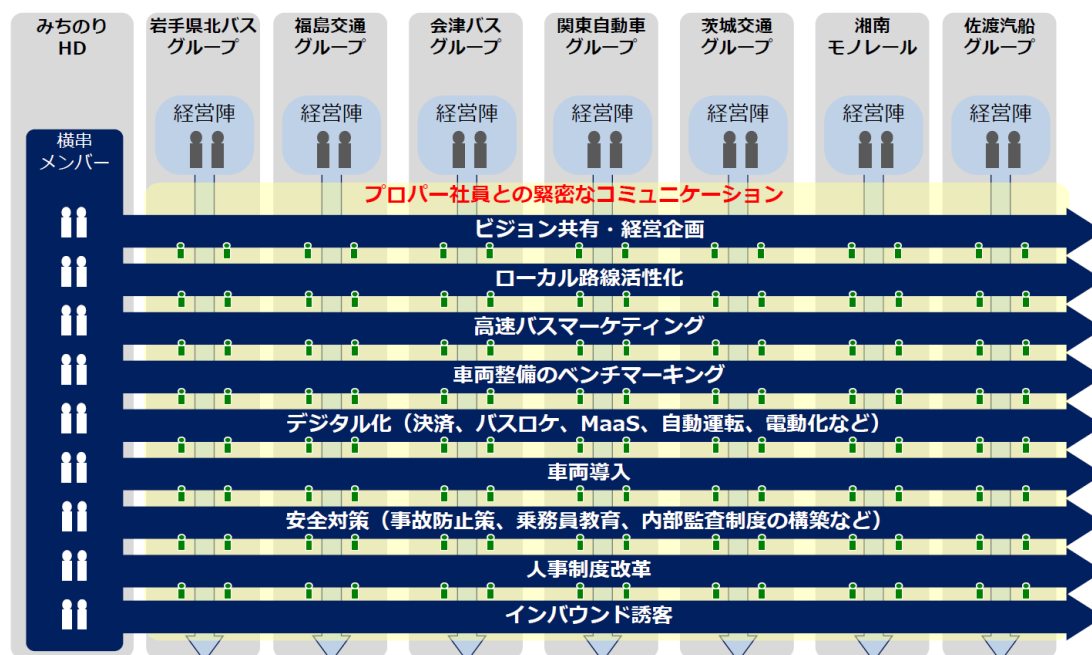 みちのり
HD
岩手県北バス
グループ
福島交通
グループ
会津バス
グループ
関東自動車
グループ
茨城交通
グループ
湘南
モノレール
佐渡汽船
グループ
経営陣
経営陣
経営陣
経営陣
経営陣
経営陣
経営陣
横串
メンバー
プロパー社員との緊密なコミュニケーション
ビジョン共有・経営企画
ローカル路線活性化
高速バスマーケティング
車両整備のベンチマーキング
デジタル化（決済、バスロケ、MaaS、自動運転、電動化など）
車両導入
安全対策（事故防止策、乗務員教育、内部監査制度の構築など）
人事制度改革
インバウンド誘客